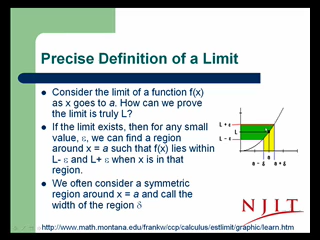 Precise Definition of a Limit
Consider the limit of a function f(x)
as x goes to a. How can we prove
the limit is truly L?
If the limit exists, then for any small
value, ε, we can find a region
around x = a such that f(x) lies within
L- ε and L+ ε when x is in that
region.
We often consider a symmetric
region around x = a and call the
width of the region δ
L + ε
L
L - ε
a
a - δ
a + δ
NJIT
http://www.math.montana.edu/frankw/ccp/calculus/estlimit/graphic/learn.htm